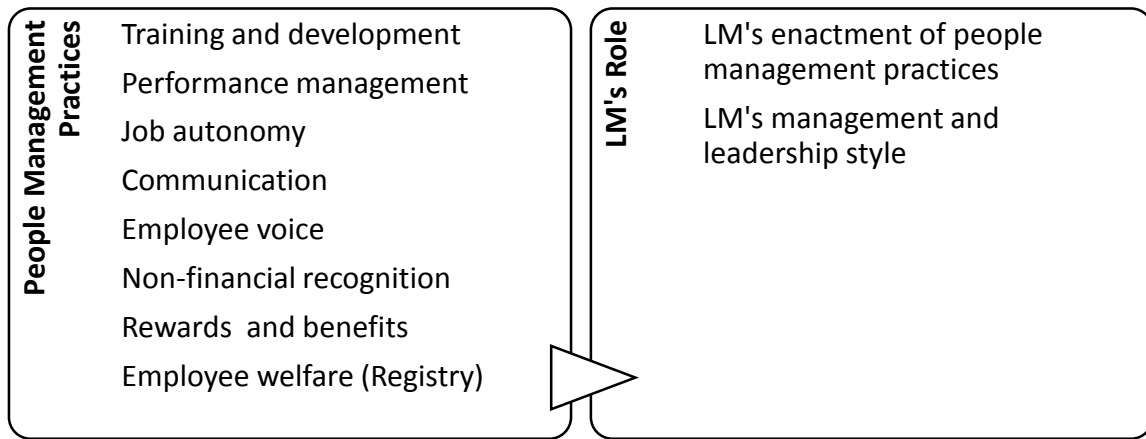 People Management
Practices
Training and development
Performance management
Job autonomy
Communication
Employee voice
Non-financial recognition
Rewards  and benefits
Employee welfare (Registry)
LM's Role
LM's enactment of people
management practices
LM's management and
leadership style